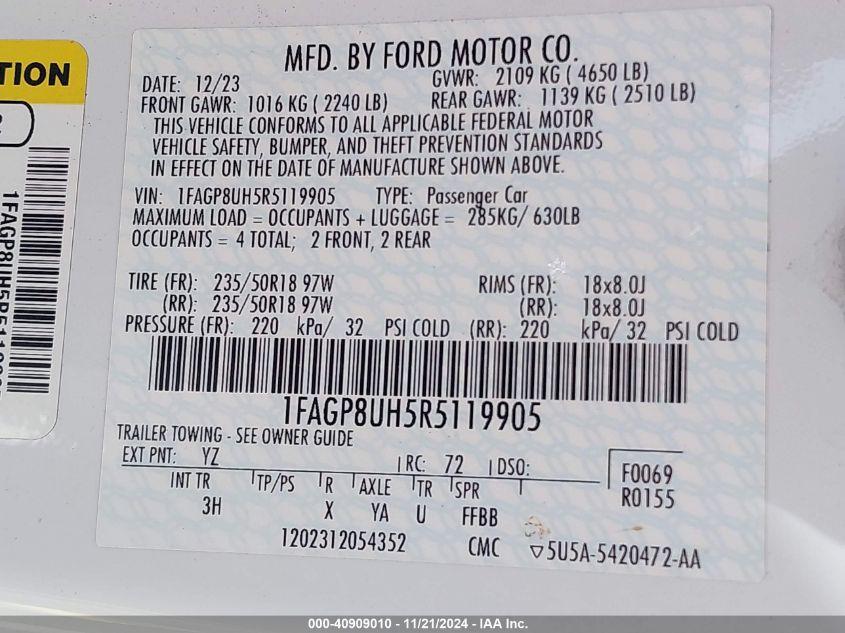 TION
2
1FAGP8UH5R51199
MFD. BY FORD MOTOR CO.
DATE: 12/23 GVWR: 2109 KG ( 4650 LB)
FRONT GAWR: 1016 KG ( 2240 LB) REAR GAWR: 1139 KG ( 2510 LB)
THIS VEHICLE CONFORMS TO ALL APPLICABLE FEDERAL MOTOR
VEHICLE SAFETY, BUMPER, AND THEFT PREVENTION STANDARDS
IN EFFECT ON THE DATE OF MANUFACTURE SHOWN ABOVE.
VIN: 1FAGP8UH5R5119905 TYPE: Passenger Car
MAXIMUM LOAD = OCCUPANTS + LUGGAGE = 285KG/ 630LB
OCCUPANTS = 4 TOTAL; 2 FRONT, 2 REAR
TIRE (FR): 235/50R18 97W RIMS (FR): 18x8.0J
(RR): 235/50R18 97W (RR): 18x8.0J
PRESSURE (FR): 220 kPa/ 32 PSI COLD (RR): 220 kPa/ 32 PSI COLD
1FAGP8UH5R5119905
TRAILER TOWING - SEE OWNER GUIDE
EXT PNT: YZ RC: 72 DSO: F0069
INT TR TP/PS R AXLE TR SPR R0155
3H X YA U FFBB
1202312054352 CMC ▽5U5A-5420472-AA
000-40909010 - 11/21/2024 - IAA Inc.